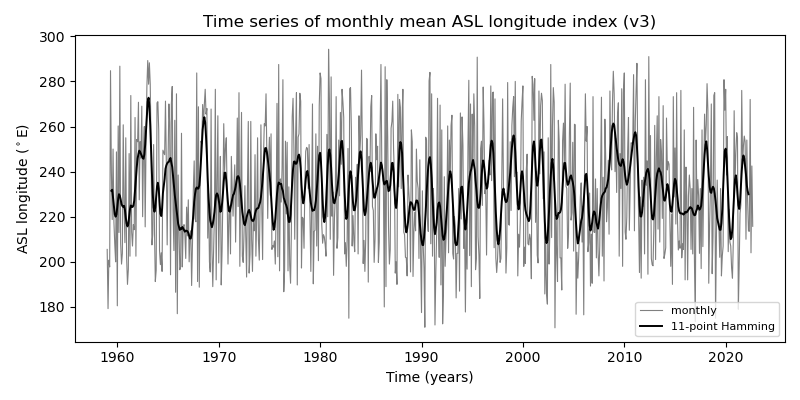 Time series of monthly mean ASL longitude index (v3)
300
280
260
240
220
200
180
ASL longitude (°E)
1960 1970 1980 1990 2000 2010 2020
Time (years)
monthly
11-point Hamming